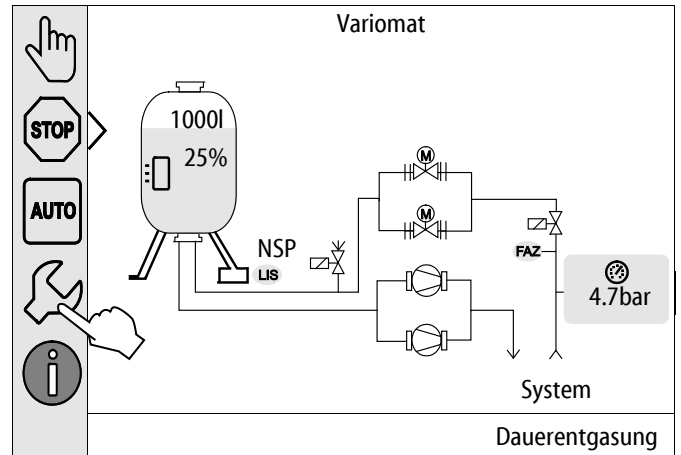 Variomat
STOP
AUTO
1000l
25%
NSP
LIS
M
M
FAZ
4.7bar
System
Dauerentgasung